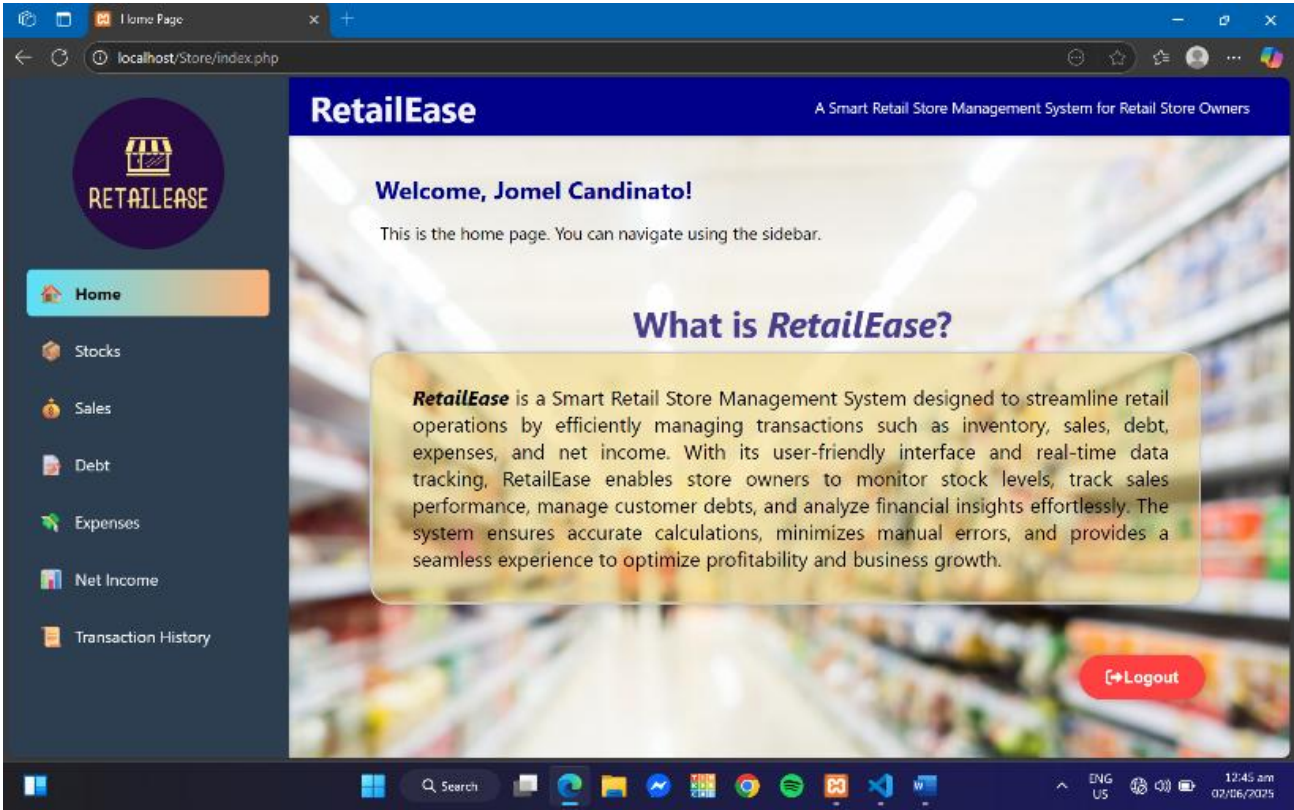 Home Page
localhost/Store/index.php
RETAILEASE
Home
Stocks
Sales
Debt
Expenses
Net Income
Transaction History
RetailEase
A Smart Retail Store Management System for Retail Store Owners
Welcome, Jomel Candinato!
This is the home page. You can navigate using the sidebar.
What is RetailEase?
RetailEase is a Smart Retail Store Management System designed to streamline retail
operations by efficiently managing transactions such as inventory, sales, debt,
expenses, and net income. With its user-friendly interface and real-time data
tracking, RetailEase enables store owners to monitor stock levels, track sales
performance, manage customer debts, and analyze financial insights effortlessly. The
system ensures accurate calculations, minimizes manual errors, and provides a
seamless experience to optimize profitability and business growth.
Logout
Search
ENG
US
12:45 am
02/06/2025